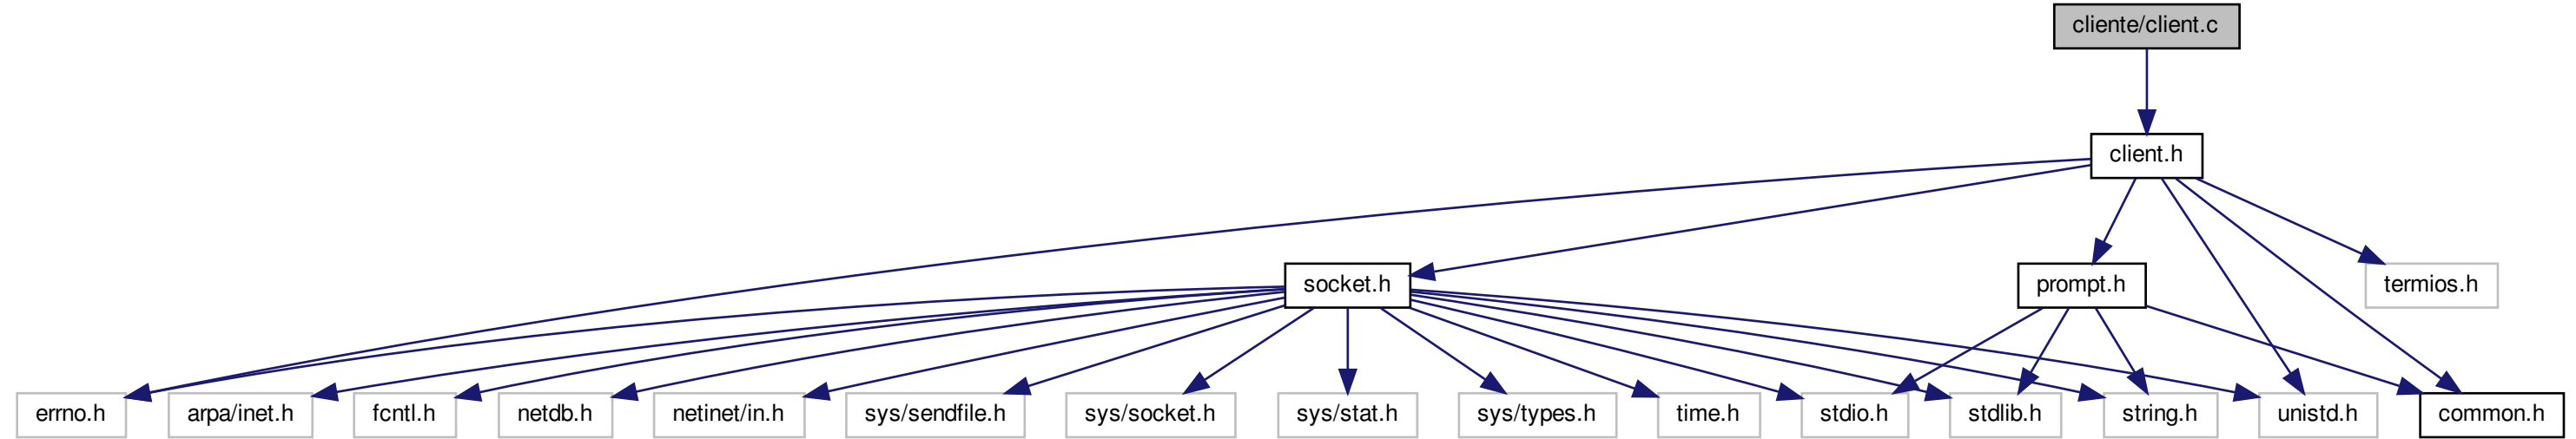 cliente/client.c
client.h
socket.h
prompt.h
termios.h
errno.h
arpa/inet.h
fcntl.h
netdb.h
netinet/in.h
sys/sendfile.h
sys/socket.h
sys/stat.h
sys/types.h
time.h
stdio.h
stdlib.h
string.h
unistd.h
common.h